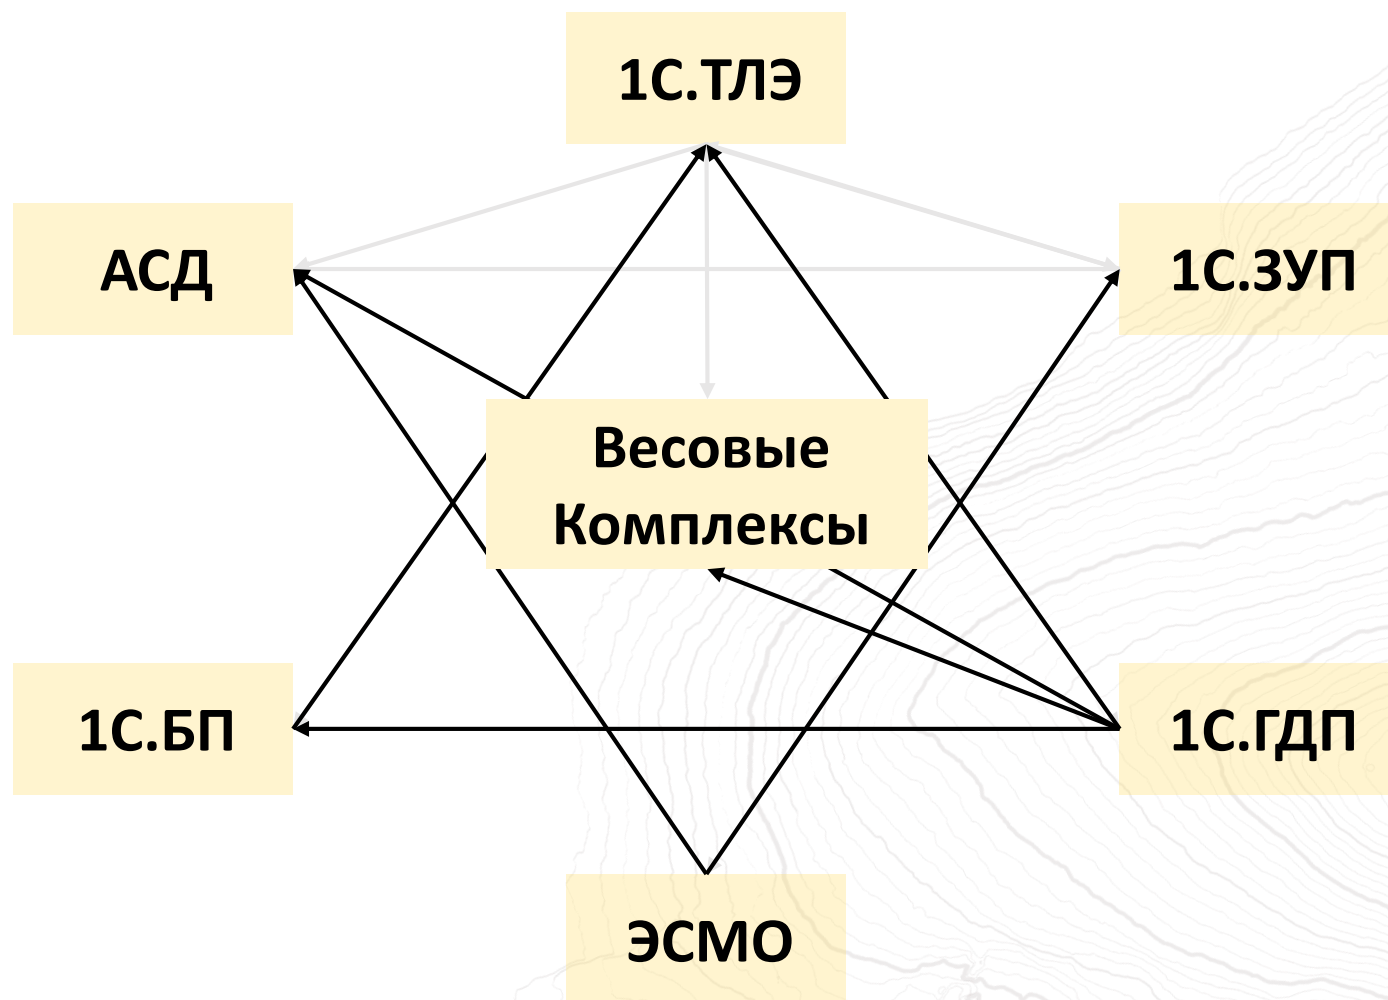 1С.ТЛЭ
АСД
1С.ЗУП
Весовые
Комплексы
1С.БП
1С.ГДП
ЭСМО